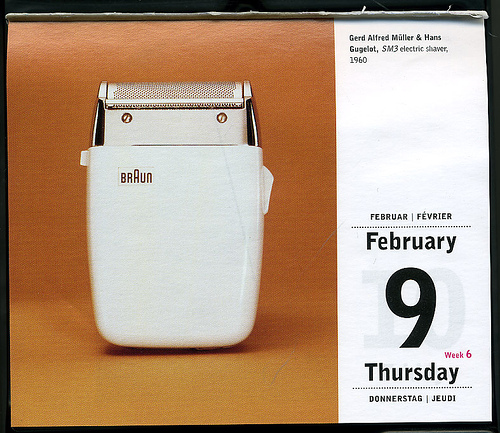 BRAUN
Gerd Alfred Müller & Hans
Gugelot, SM3 electric shaver,
1960
FEBRUAR | FÉVRIER
February
9
Week 6
Thursday
DONNERSTAG | JEUDI